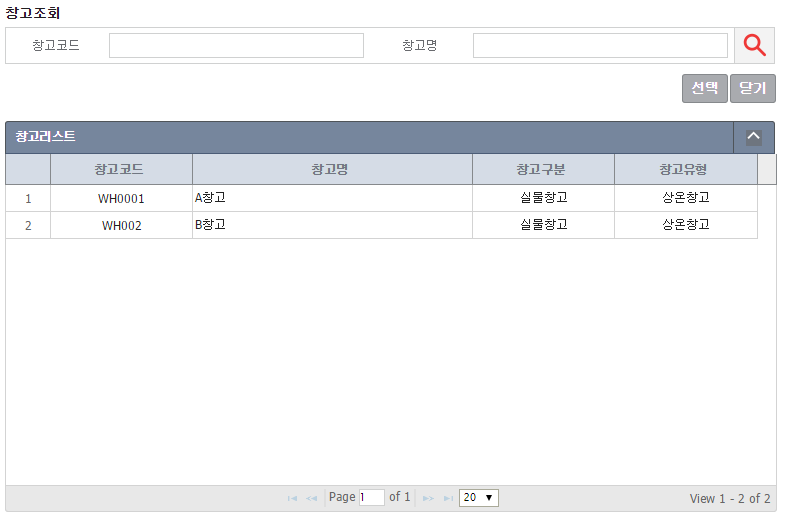 창고조회
창고코드 창고명
선택 닫기
창고리스트
창고코드 창고명 창고구분 창고유형
1 WH0001 A창고 실물창고 상온창고
2 WH002 B창고 실물창고 상온창고
Page 1 of 1 20 View 1 - 2 of 2